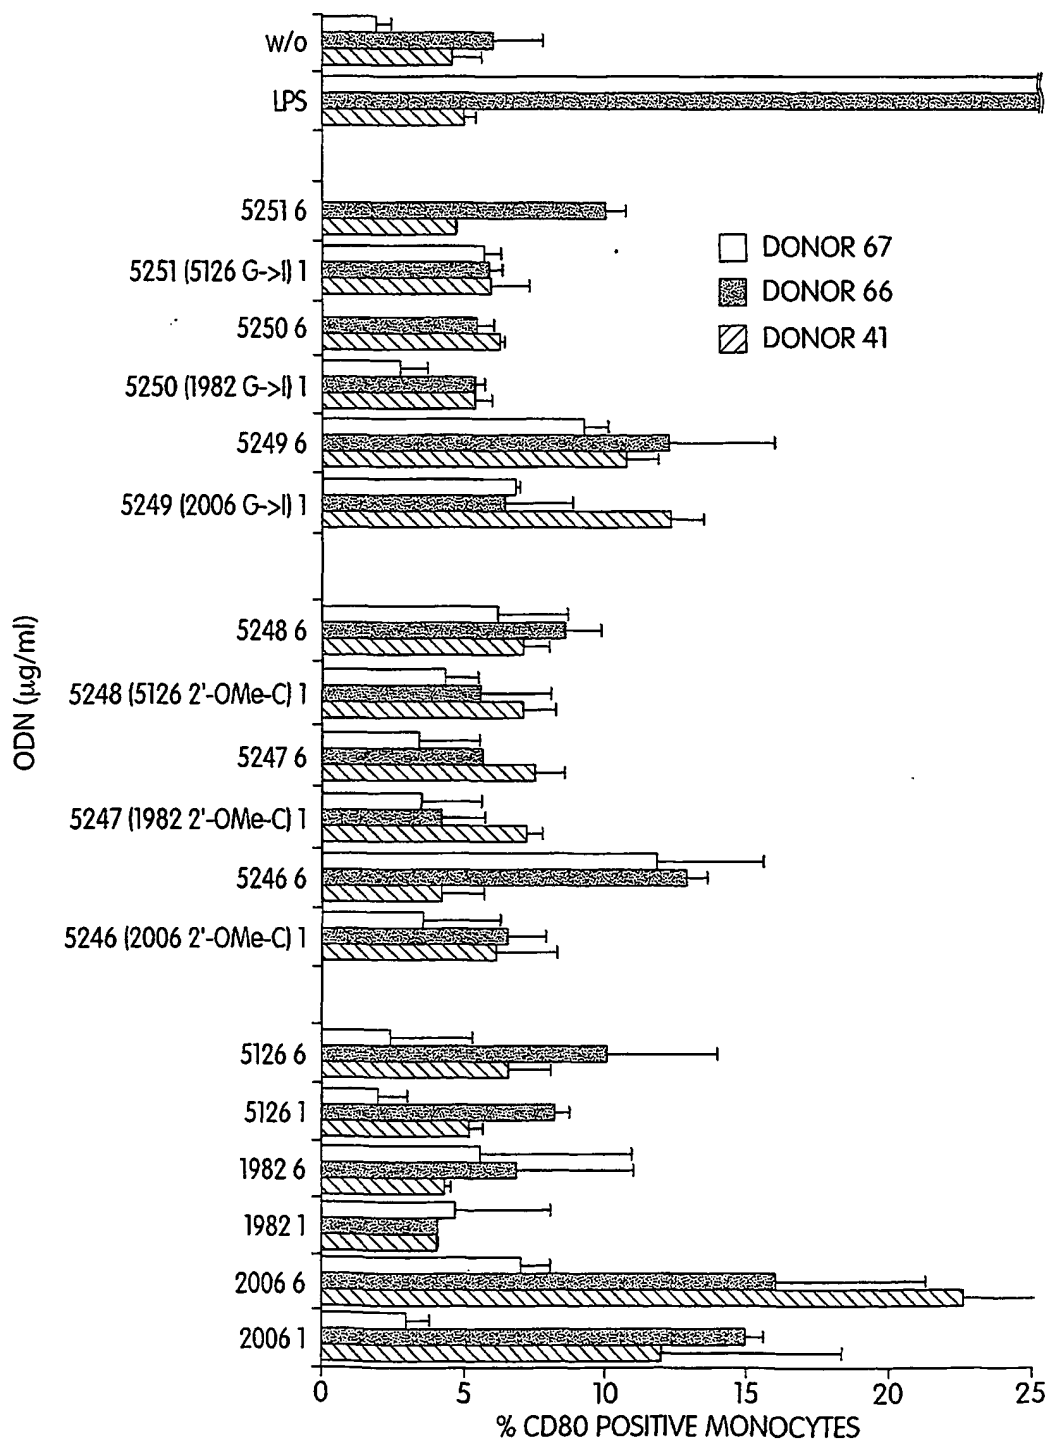 w/o
LPS
5251 6
5251 (5126 G->I) 1
5250 6
5250 (1982 G->I) 1
5249 6
5249 (2006 G->I) 1
5248 6
5248 (5126 2'-OMe-C) 1
5247 6
5247 (1982 2'-OMe-C) 1
5246 6
5246 (2006 2'-OMe-C) 1
5126 6
5126 1
1982 6
1982 1
2006 6
2006 1
ODN (µg/ml)
DONOR 67
DONOR 66
DONOR 41
0 5 10 15 20 25
% CD80 POSITIVE MONOCYTES